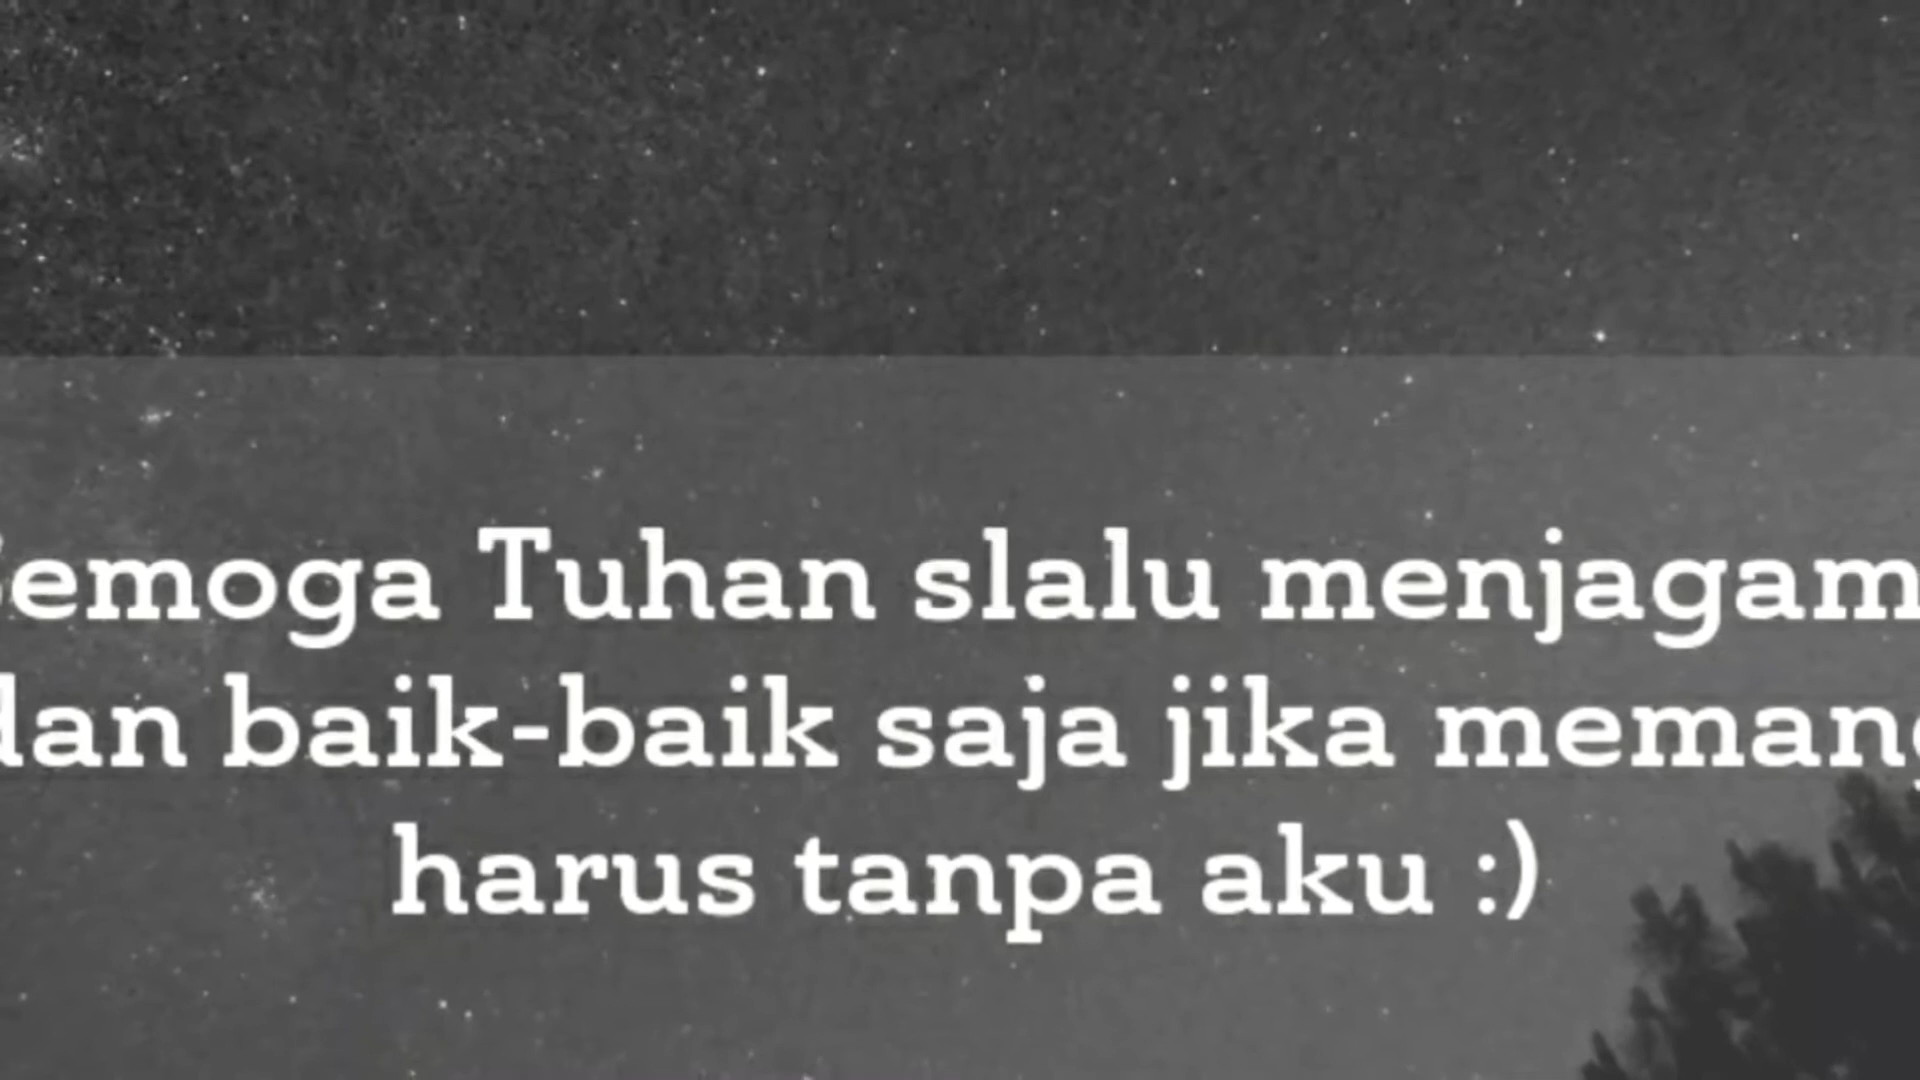 Semoga Tuhan slalu menjagam
dan baik-baik saja jika memang
harus tanpa aku :)